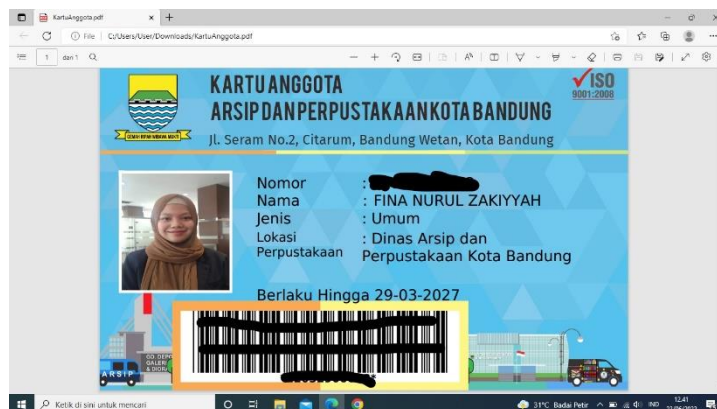 KartuAnggota.pdf
File C:/Users/User/Downloads/KartuAnggota.pdf
1 dari 1
KARTU ANGGOTA
ARSIP DAN PERPUSTAKAAN KOTA BANDUNG
Jl. Seram No.2, Citarum, Bandung Wetan, Kota Bandung
ISO
9001:2008
Nomor :
Nama : FINA NURUL ZAKIYYAH
Jenis : Umum
Lokasi Perpustakaan : Dinas Arsip dan
Perpustakaan Kota Bandung
Berlaku Hingga 29-03-2027
ARSIP
Ketik di sini untuk mencari
31°C Badai Petir
IND
12.41